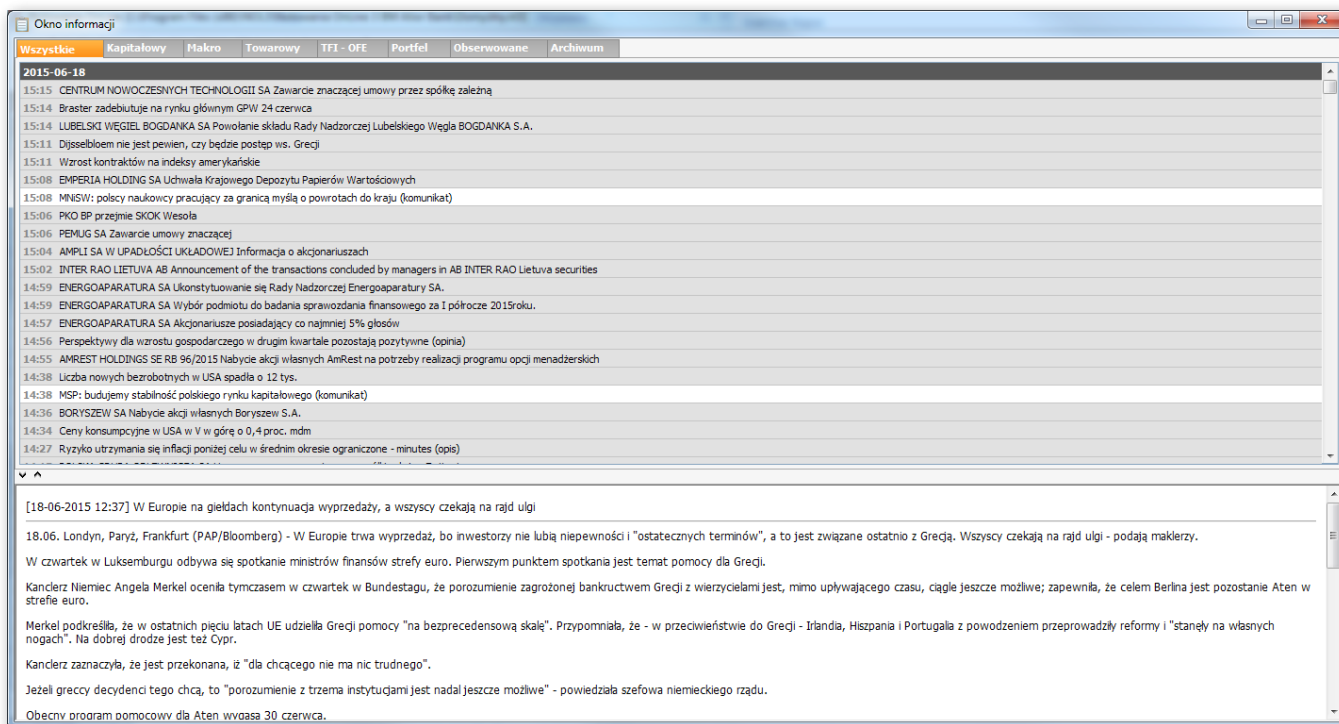 Okno informacji
Wszystkie Kapitałowy Makro Towarowy TFI - OFE Portfel Obserwowane Archiwum
2015-06-18
15:15 CENTRUM NOWOCZESNYCH TECHNOLOGII SA Zawarcie znaczącej umowy przez spółkę zależną
15:14 Braster zadebiutuje na rynku głównym GPW 24 czerwca
15:14 LUBELSKI WĘGIEL BOGDANKA SA Powołanie składu Rady Nadzorczej Lubelskiego Węgla BOGDANKA S.A.
15:11 Dijsselbloem nie jest pewien, czy będzie postęp ws. Grecji
15:11 Wzrost kontraktów na indeksy amerykańskie
15:08 EMPERIA HOLDING SA Uchwała Krajowego Depozytu Papierów Wartościowych
15:08 MNiSW: polscy naukowcy pracujący za granicą myślą o powrotach do kraju (komunikat)
15:06 PKO BP przejmie SKOK Wesoła
15:06 PEMUG SA Zawarcie umowy znaczącej
15:04 AMPLI SA W UPADŁOŚCI UKŁADOWEJ Informacja o akcjonariuszach
15:02 INTER RAO LIETUVA AB Announcement of the transactions concluded by managers in AB INTER RAO Lietuva securities
14:59 ENERGOAPARATURA SA Ukonstytuowanie się Rady Nadzorczej Energoaparatury SA.
14:59 ENERGOAPARATURA SA Wybór podmiotu do badania sprawozdania finansowego za I półrocze 2015roku.
14:57 ENERGOAPARATURA SA Akcjonariusze posiadający co najmniej 5% głosów
14:56 Perspektywy dla wzrostu gospodarczego w drugim kwartale pozostają pozytywne (opinia)
14:55 AMREST HOLDINGS SE RB 96/2015 Nabycie akcji własnych AmRest na potrzeby realizacji programu opcji menadżerskich
14:38 Liczba nowych bezrobotnych w USA spadła o 12 tys.
14:38 MSP: budujemy stabilność polskiego rynku kapitałowego (komunikat)
14:36 BORYSZEW SA Nabycie akcji własnych Boryszew S.A.
14:34 Ceny konsumpcyjne w USA w V w górę o 0,4 proc. mdm
14:27 Ryzyko utrzymania się inflacji poniżej celu w średnim okresie ograniczone - minutes (opis)
[18-06-2015 12:37] W Europie na giełdach kontynuacja wyprzedaży, a wszyscy czekają na rajd ulgi
18.06. Londyn, Paryż, Frankfurt (PAP/Bloomberg) - W Europie trwa wyprzedaż, bo inwestorzy nie lubią niepewności i "ostatecznych terminów", a to jest związane ostatnio z Grecją. Wszyscy czekają na rajd ulgi - podają maklerzy.
W czwartek w Luksemburgu odbywa się spotkanie ministrów finansów strefy euro. Pierwszym punktem spotkania jest temat pomocy dla Grecji.
Kanclerz Niemiec Angela Merkel oceniła tymczasem w czwartek w Bundestagu, że porozumienie zagrożonej bankructwem Grecji z wierzycielami jest, mimo upływającego czasu, ciągle jeszcze możliwe; zapewniła, że celem Berlina jest pozostanie Aten w
strefie euro.
Merkel podkreśliła, że w ostatnich pięciu latach UE udzieliła Grecji pomocy "na bezprecedensową skalę". Przypomniała, że - w przeciwieństwie do Grecji - Irlandia, Hiszpania i Portugalia z powodzeniem przeprowadziły reformy i "stanęły na własnych
nogach". Na dobrej drodze jest też Cypr.
Kanclerz zaznaczyła, że jest przekonana, iż "dla chcącego nie ma nic trudnego".
Jeżeli greccy decydenci tego chcą, to "porozumienie z trzema instytucjami jest nadal jeszcze możliwe" - powiedziała szefowa niemieckiego rządu.
Obecny program pomocowy dla Aten wygasa 30 czerwca.